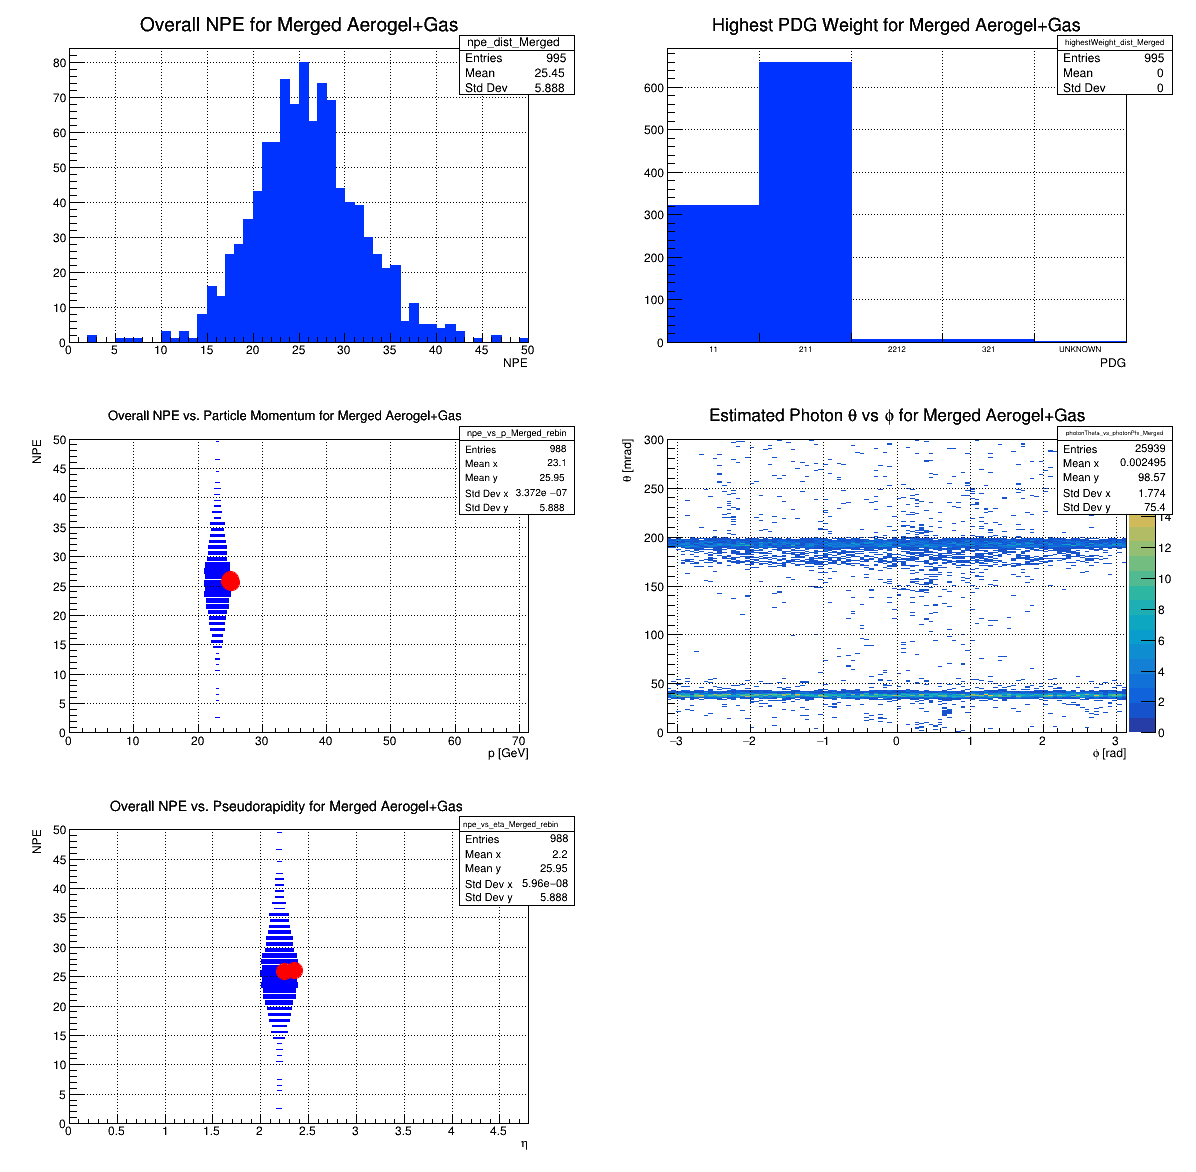 Overall NPE for Merged Aerogel+Gas
npe_dist_Merged
Entries 995
Mean 25.45
Std Dev 5.888
80
70
60
50
40
30
20
10
0
0 5 10 15 20 25 30 35 40 45 50
NPE
Highest PDG Weight for Merged Aerogel+Gas
highestWeight_dist_Merged
Entries 995
Mean 0
Std Dev 0
600
500
400
300
200
100
0
11 211 2212 321 UNKNOWN
PDG
Overall NPE vs. Particle Momentum for Merged Aerogel+Gas
npe_vs_p_Merged_rebin
Entries 988
Mean x 23.1
Mean y 25.95
Std Dev x 3.372e −07
Std Dev y 5.888
NPE
50
45
40
35
30
25
20
15
10
5
0
0 10 20 30 40 50 60 70
p [GeV]
Estimated Photon θ vs ϕ for Merged Aerogel+Gas
photonTheta_vs_photonPhi_Merged
Entries 25939
Mean x 0.002495
Mean y 98.57
Std Dev x 1.774
Std Dev y 75.4
θ [mrad]
300
250
200
150
100
50
0
−3 −2 −1 0 1 2 3
ϕ [rad]
14
12
10
8
6
4
2
0
Overall NPE vs. Pseudorapidity for Merged Aerogel+Gas
npe_vs_eta_Merged_rebin
Entries 988
Mean x 2.2
Mean y 25.95
Std Dev x 5.96e−08
Std Dev y 5.888
NPE
50
45
40
35
30
25
20
15
10
5
0
0 0.5 1 1.5 2 2.5 3 3.5 4 4.5
η